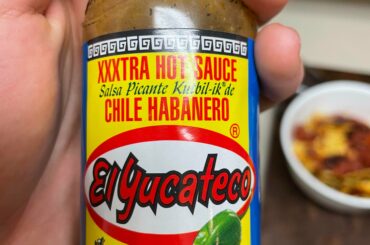 XXXTRA HOT SAUCE
Salsa Picante Kutbil-ik de
CHILE HABANERO
®
El Yucateco